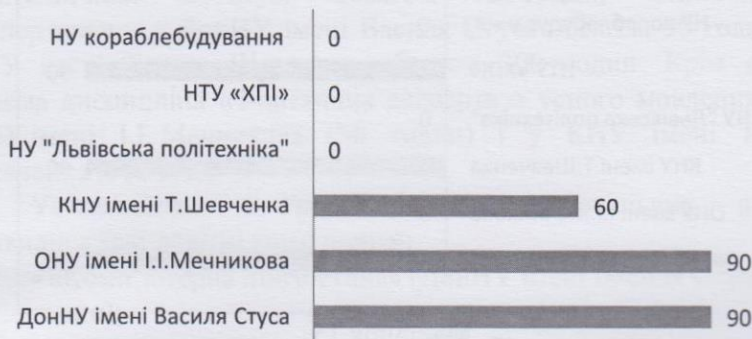 НУ кораблебудування 0
НТУ «ХПІ» 0
НУ "Львівська політехніка" 0
КНУ імені Т.Шевченка 60
ОНУ імені І.І.Мечникова 90
ДонНУ імені Василя Стуса 90